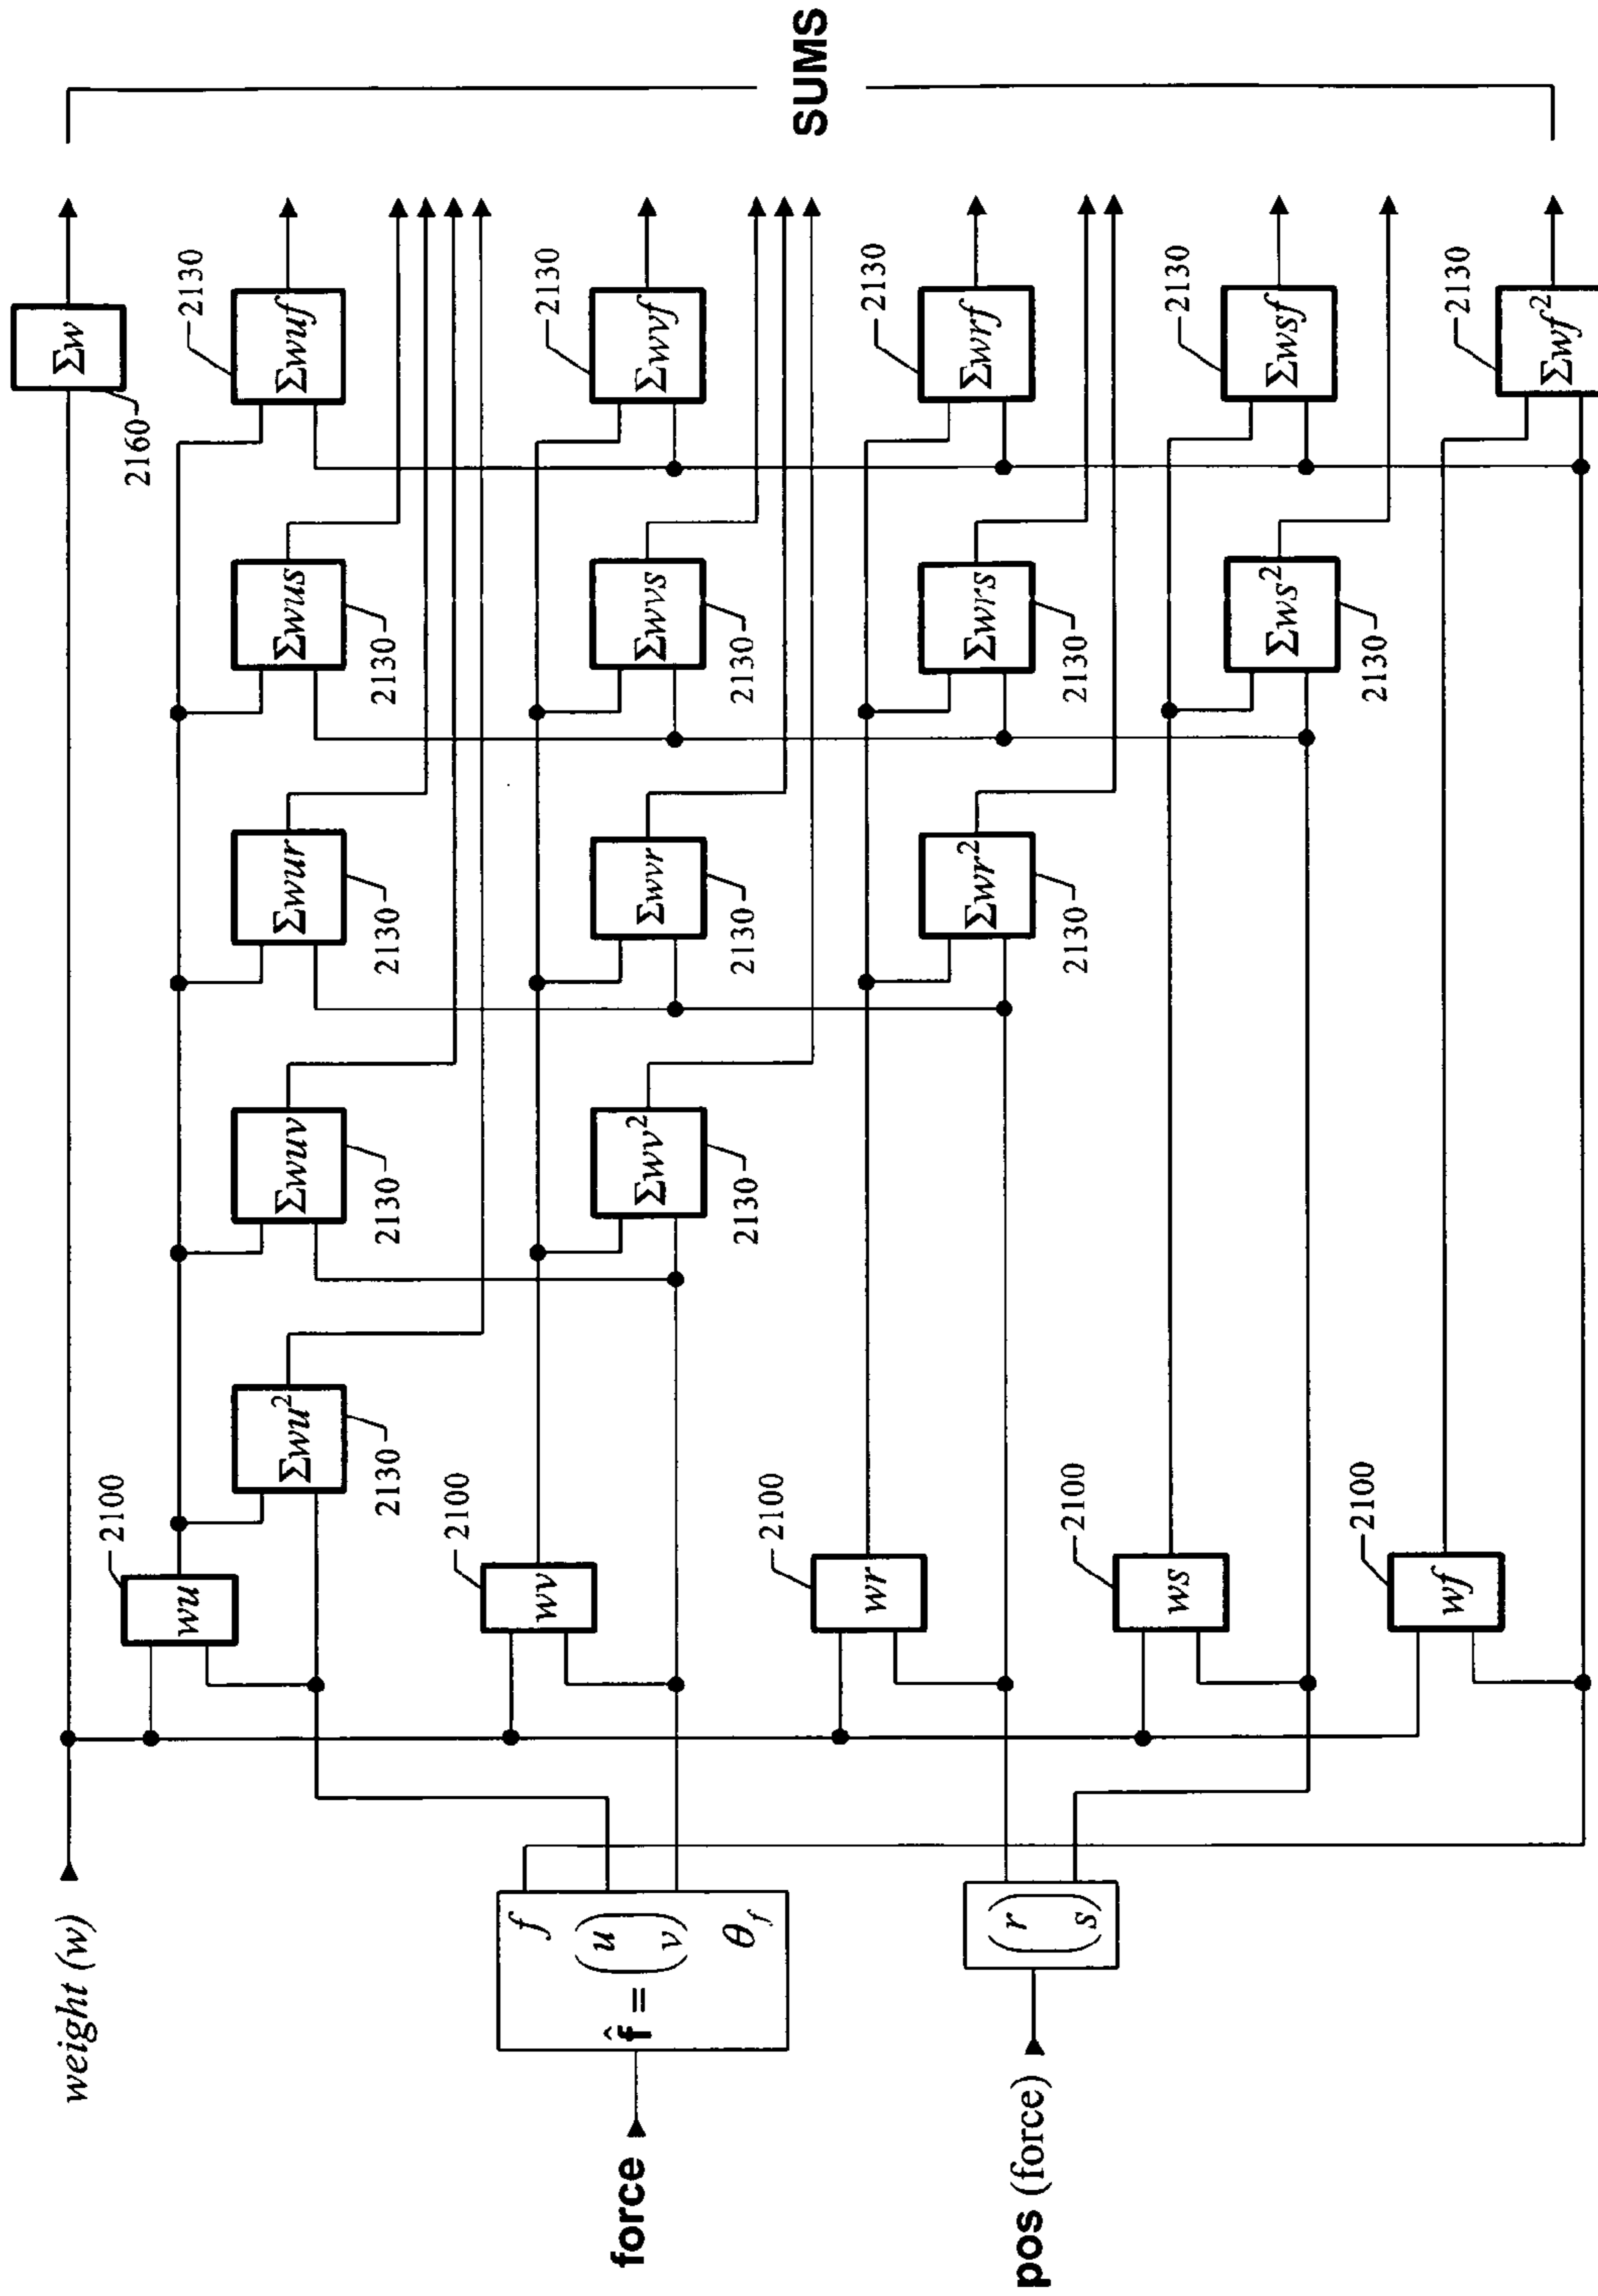 weight (w)
force
f̂ =
f
(u
v)
θf
pos (force)
(r
s)
wu
2100
wv
2100
wr
2100
ws
2100
wf
2100
Σwu²
2130
Σwuv
2130
Σwur
2130
Σwus
2130
Σwuf
2130
Σwv²
2130
Σwvr
2130
Σwvs
2130
Σwvf
2130
Σwr²
2130
Σwrs
2130
Σwrf
2130
Σws²
2130
Σwsf
2130
Σwf²
2130
Σw
2160
SUMS